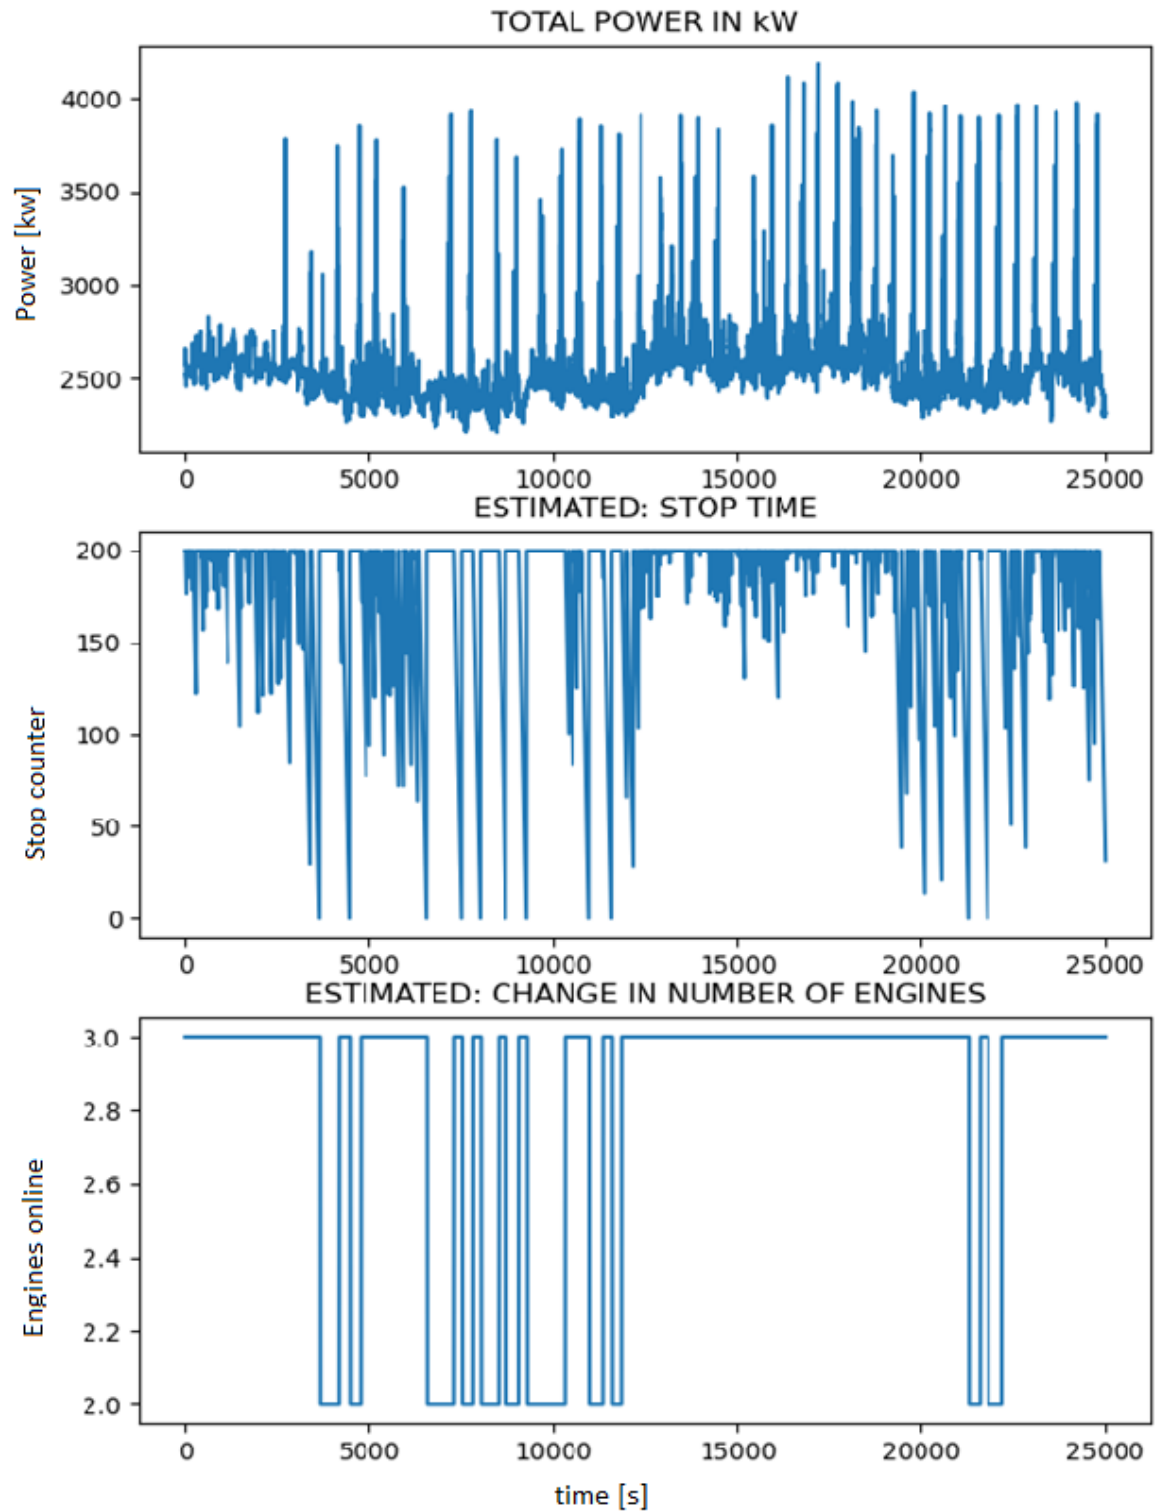 TOTAL POWER IN kW
Power [kw]
4000
3500
3000
2500
0 5000 10000 15000 20000 25000
ESTIMATED: STOP TIME
Stop counter
200
150
100
50
0
0 5000 10000 15000 20000 25000
ESTIMATED: CHANGE IN NUMBER OF ENGINES
Engines online
3.0
2.8
2.6
2.4
2.2
2.0
0 5000 10000 15000 20000 25000
time [s]